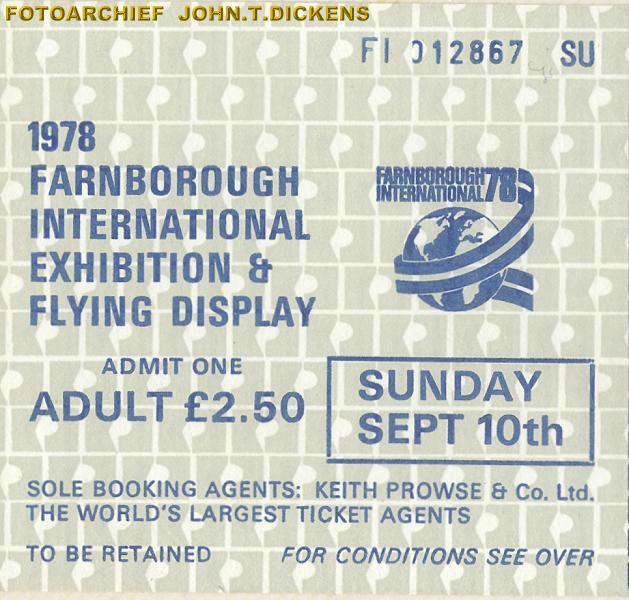 FOTOARCHIEF JOHN.T.DICKENS
FI 012867 SU
1978
FARNBOROUGH
INTERNATIONAL
EXHIBITION &
FLYING DISPLAY
FARNBOROUGH
INTERNATIONAL 78
ADMIT ONE
ADULT £2.50
SUNDAY
SEPT 10th
SOLE BOOKING AGENTS: KEITH PROWSE & Co. Ltd.
THE WORLD'S LARGEST TICKET AGENTS
TO BE RETAINED FOR CONDITIONS SEE OVER